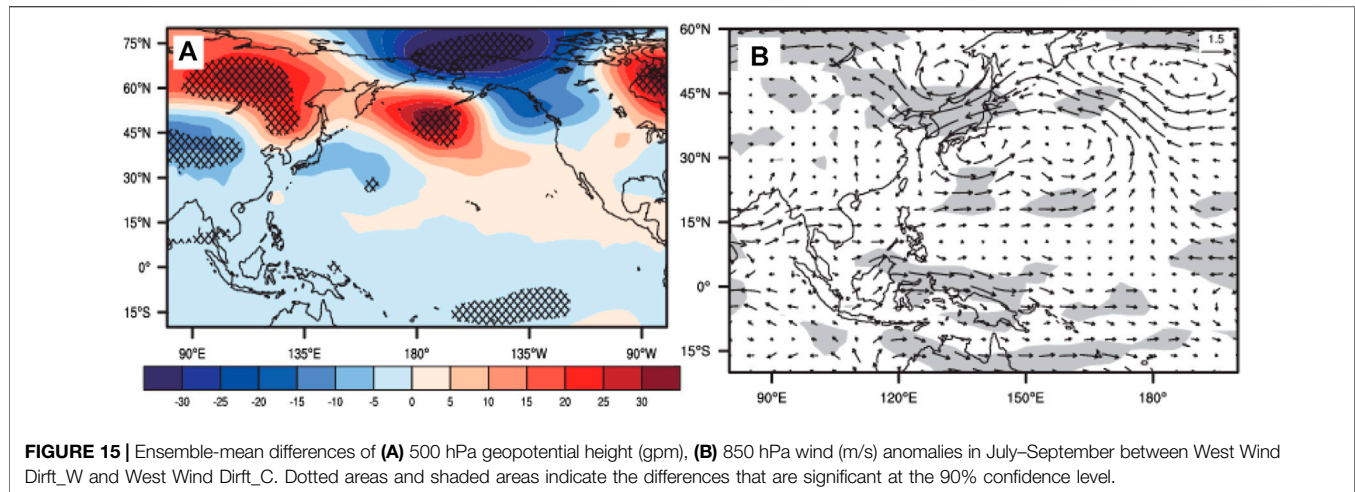 A
75°N
60°N
45°N
30°N
15°N
0°
15°S
90°E 135°E 180° 135°W 90°W
-30 -25 -20 -15 -10 -5 0 5 10 15 20 25 30
B
1.5
60°N
45°N
30°N
15°N
0°
15°S
90°E 120°E 150°E 180°
FIGURE 15 | Ensemble-mean differences of (A) 500 hPa geopotential height (gpm), (B) 850 hPa wind (m/s) anomalies in July–September between West Wind
Dirft_W and West Wind Dirft_C. Dotted areas and shaded areas indicate the differences that are significant at the 90% confidence level.